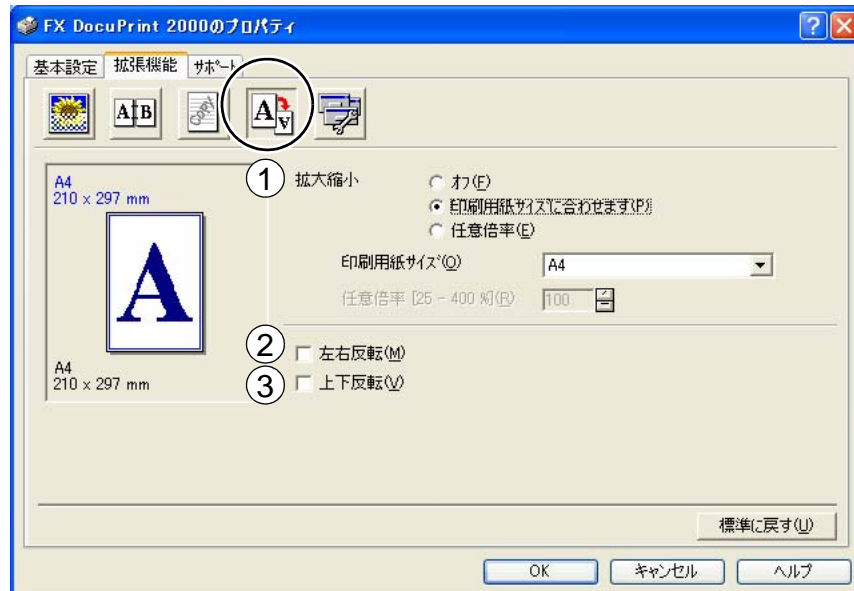 FX DocuPrint 2000のプロパティ
基本設定 拡張機能 サポート
A B COPY A A
A4
210 x 297 mm
A
A4
210 x 297 mm
① 拡大縮小 オフ(F)
印刷用紙サイズに合わせます(P)
任意倍率(E)
印刷用紙サイズ(O) A4
任意倍率 [25 - 400 %](R) 100
② 左右反転(M)
③ 上下反転(V)
標準に戻す(U)
OK キャンセル ヘルプ